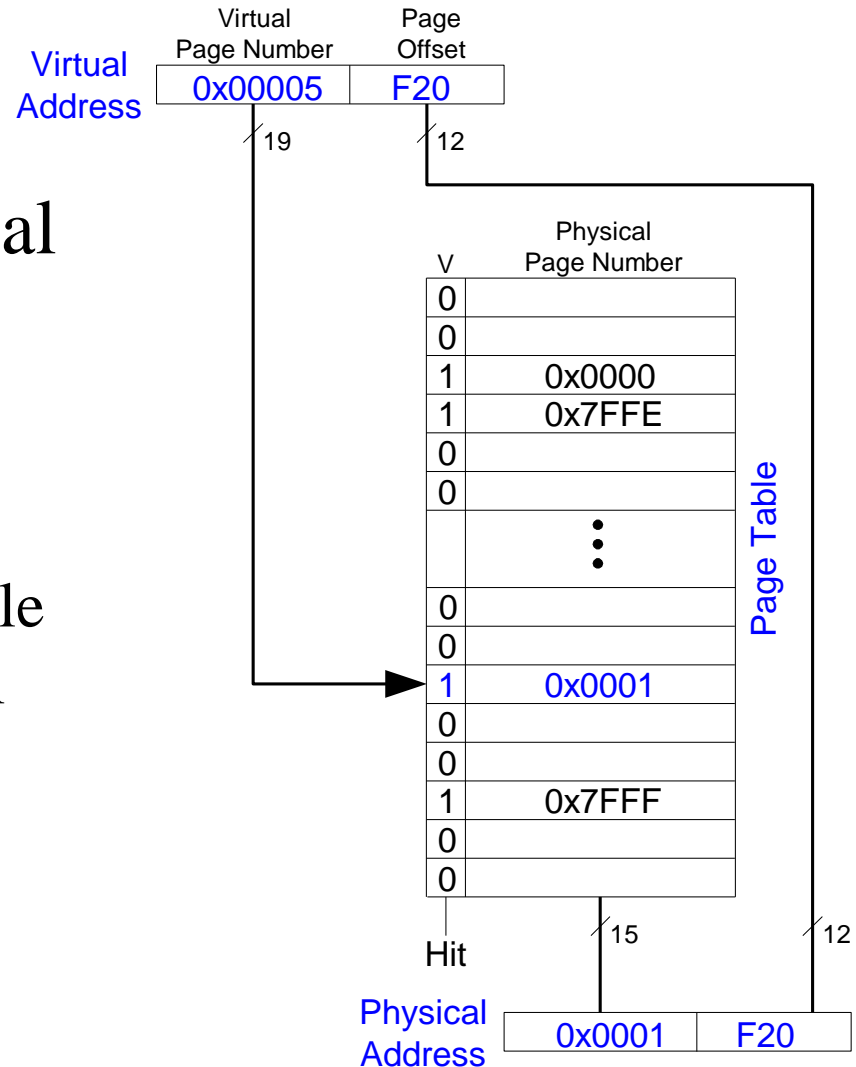 Virtual Page
Page Number Offset
Virtual
Address
0x00005 F20
19 12
al
Physical
V Page Number
0
0
1 0x0000
1 0x7FFE
0
0
Page Table
0
le
0
1 0x0001
0
0
1 0x7FFF
0
0
15 12
Hit
Physical
Address
0x0001 F20